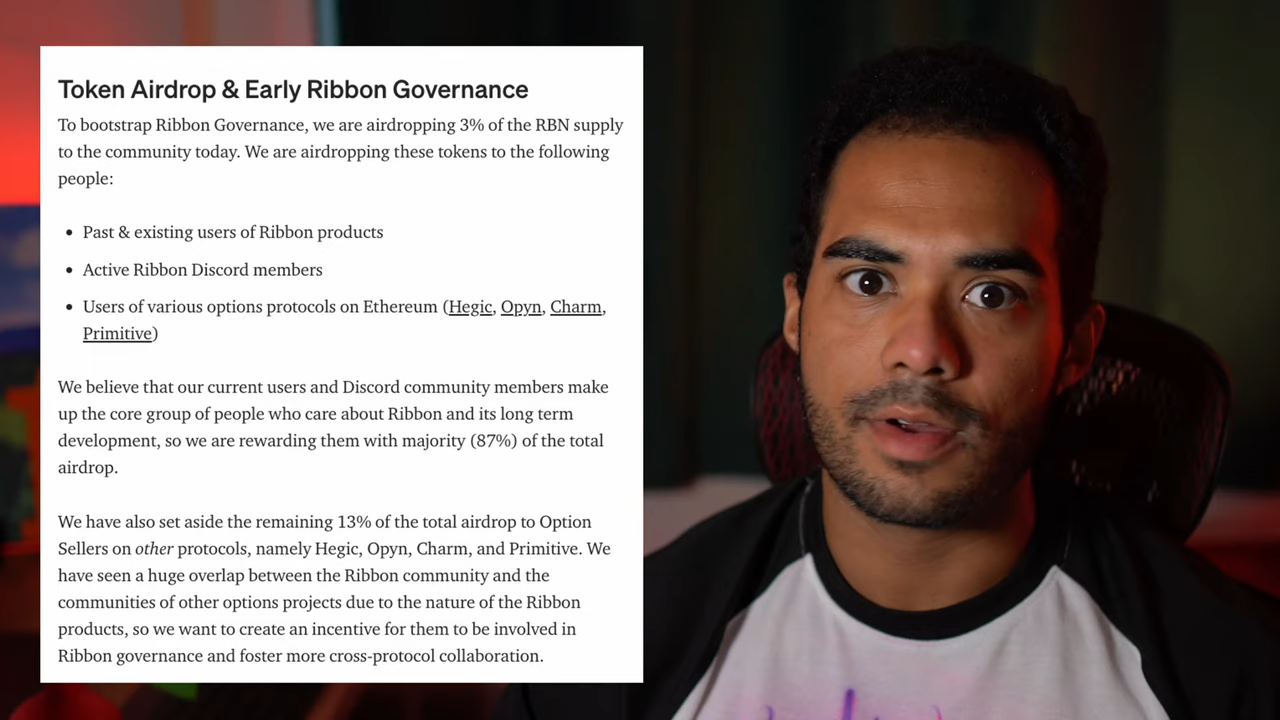 Token Airdrop & Early Ribbon Governance
To bootstrap Ribbon Governance, we are airdropping 3% of the RBN supply
to the community today. We are airdropping these tokens to the following
people:
• Past & existing users of Ribbon products
• Active Ribbon Discord members
• Users of various options protocols on Ethereum (Hegic, Opyn, Charm,
Primitive)
We believe that our current users and Discord community members make
up the core group of people who care about Ribbon and its long term
development, so we are rewarding them with majority (87%) of the total
airdrop.
We have also set aside the remaining 13% of the total airdrop to Option
Sellers on other protocols, namely Hegic, Opyn, Charm, and Primitive. We
have seen a huge overlap between the Ribbon community and the
communities of other options projects due to the nature of the Ribbon
products, so we want to create an incentive for them to be involved in
Ribbon governance and foster more cross-protocol collaboration.